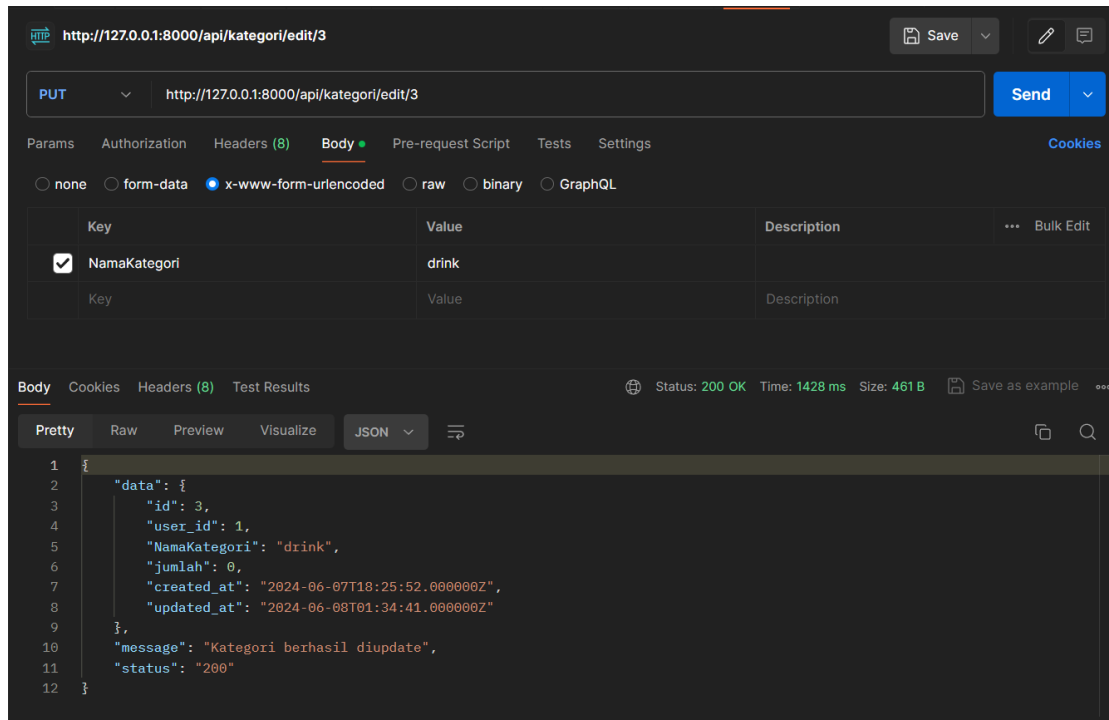 HTTP http://127.0.0.1:8000/api/kategori/edit/3 Save
PUT http://127.0.0.1:8000/api/kategori/edit/3 Send
Params Authorization Headers (8) Body Pre-request Script Tests Settings Cookies
none form-data x-www-form-urlencoded raw binary GraphQL
Key Value Description ••• Bulk Edit
NamaKategori drink
Key Value Description
Body Cookies Headers (8) Test Results Status: 200 OK Time: 1428 ms Size: 461 B Save as example
Pretty Raw Preview Visualize JSON
1 {
2 "data": {
3 "id": 3,
4 "user_id": 1,
5 "NamaKategori": "drink",
6 "jumlah": 0,
7 "created_at": "2024-06-07T18:25:52.000000Z",
8 "updated_at": "2024-06-08T01:34:41.000000Z"
9 },
10 "message": "Kategori berhasil diupdate",
11 "status": "200"
12 }